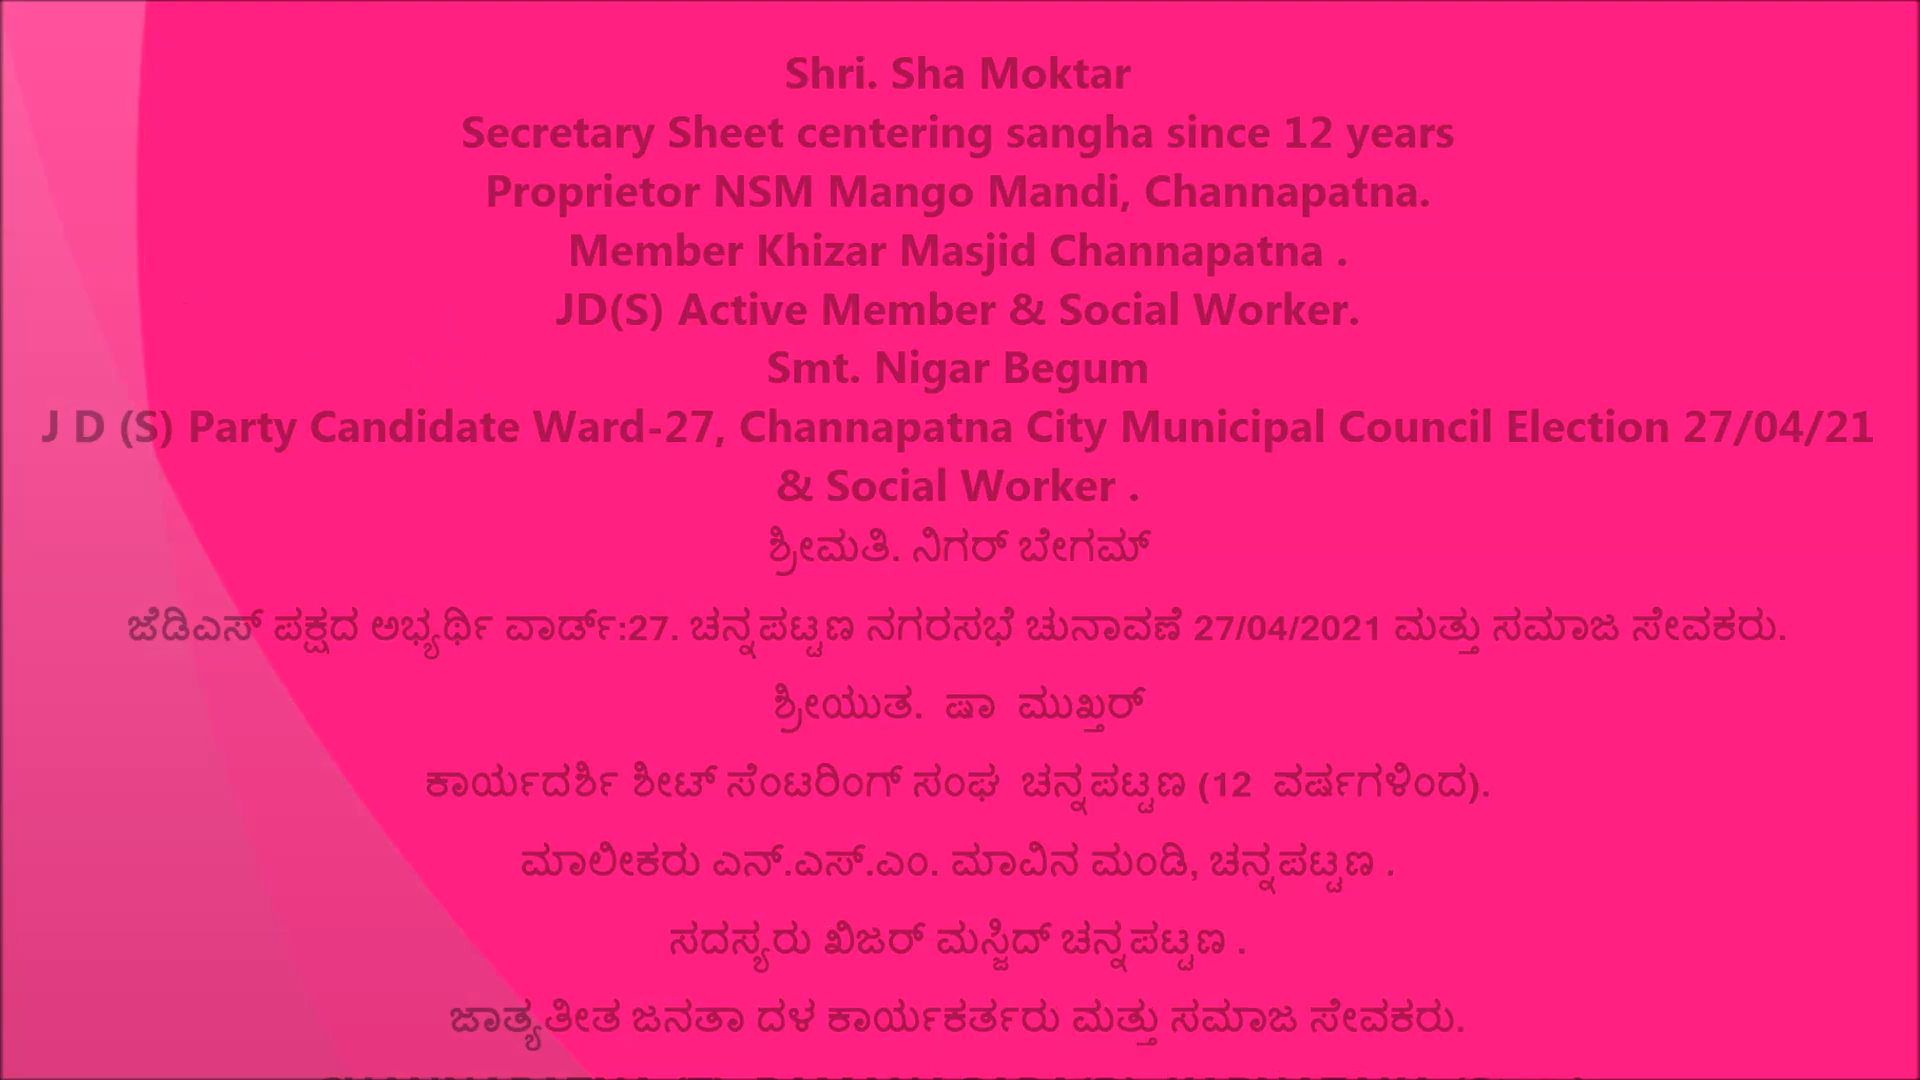 Shri. Sha Moktar
Secretary Sheet centering sangha since 12 years
Proprietor NSM Mango Mandi, Channapatna.
Member Khizar Masjid Channapatna .
JD(S) Active Member & Social Worker.
Smt. Nigar Begum
J D (S) Party Candidate Ward-27, Channapatna City Municipal Council Election 27/04/21
& Social Worker .
ಶ್ರೀಮತಿ. ನಿಗರ್ ಬೇಗಮ್
ಜೆಡಿಎಸ್ ಪಕ್ಷದ ಅಭ್ಯರ್ಥಿ ವಾರ್ಡ್:27. ಚನ್ನಪಟ್ಟಣ ನಗರಸಭೆ ಚುನಾವಣೆ 27/04/2021 ಮತ್ತು ಸಮಾಜ ಸೇವಕರು.
ಶ್ರೀಯುತ. ಷಾ ಮುಖ್ತರ್
ಕಾರ್ಯದರ್ಶಿ ಶೀಟ್ ಸೆಂಟರಿಂಗ್ ಸಂಘ ಚನ್ನಪಟ್ಟಣ (12 ವರ್ಷಗಳಿಂದ).
ಮಾಲೀಕರು ಎನ್.ಎಸ್.ಎಂ. ಮಾವಿನ ಮಂಡಿ, ಚನ್ನಪಟ್ಟಣ .
ಸದಸ್ಯರು ಖಿಜರ್ ಮಸ್ಜಿದ್ ಚನ್ನಪಟ್ಟಣ .
ಜಾತ್ಯತೀತ ಜನತಾ ದಳ ಕಾರ್ಯಕರ್ತರು ಮತ್ತು ಸಮಾಜ ಸೇವಕರು.